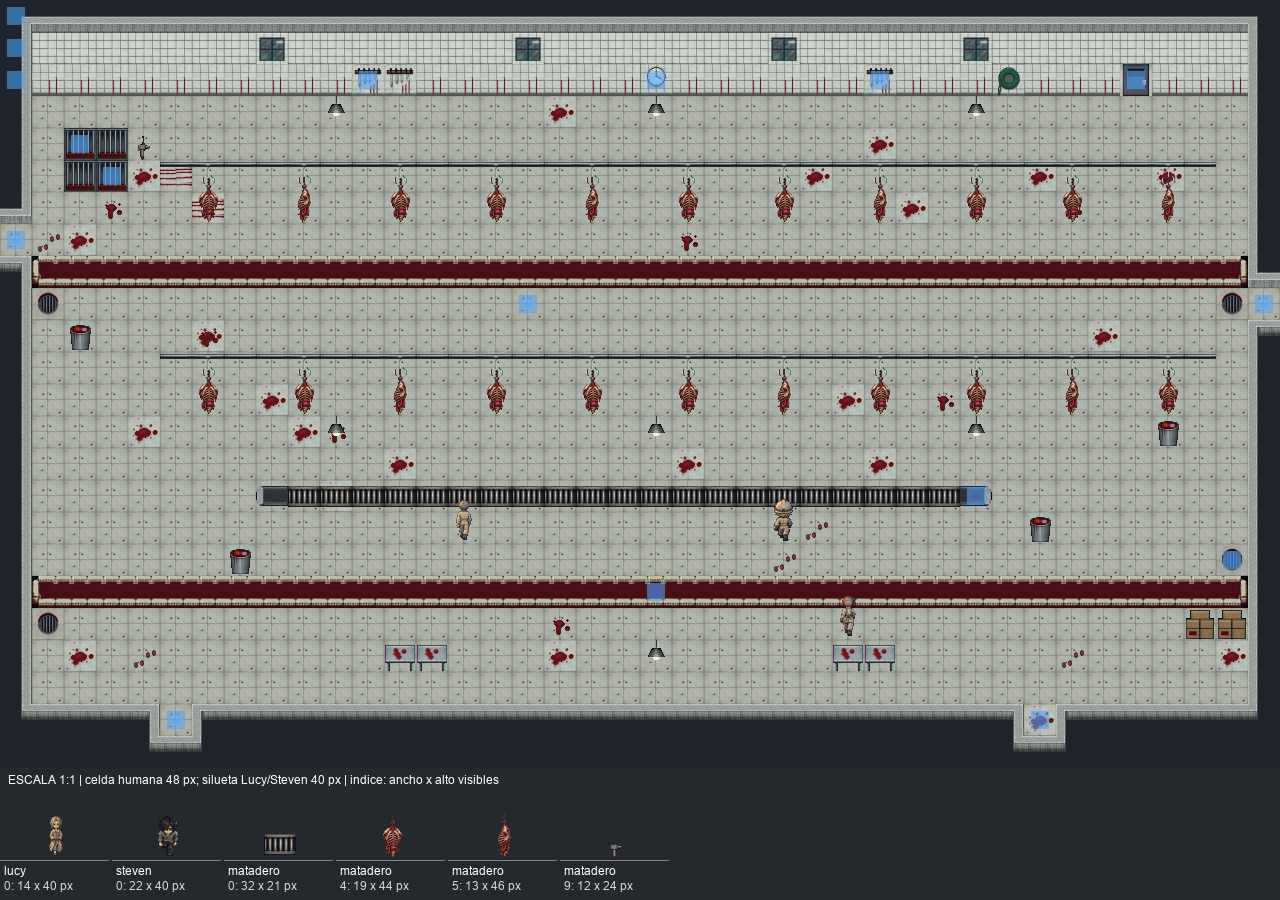 ESCALA 1:1 | celda humana 48 px; silueta Lucy/Steven 40 px | indice: ancho x alto visibles
lucy
0: 14 x 40 px
steven
0: 22 x 40 px
matadero
0: 32 x 21 px
matadero
4: 19 x 44 px
matadero
5: 13 x 46 px
matadero
9: 12 x 24 px